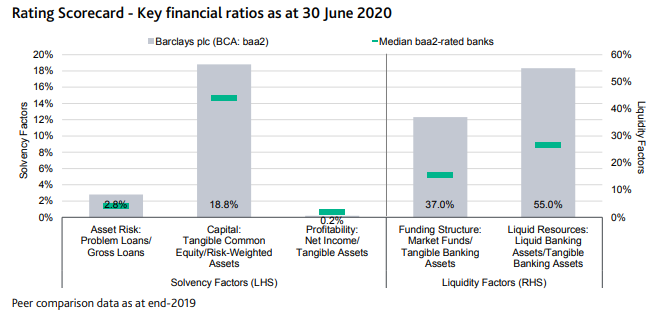 Rating Scorecard - Key financial ratios as at 30 June 2020
Barclays plc (BCA: baa2)
Median baa2-rated banks
20%
18%
16%
14%
12%
10%
8%
6%
4%
2%
0%
Solvency Factors
60%
50%
40%
30%
20%
10%
0%
Liquidity Factors
2.8%
18.8%
0.2%
37.0%
55.0%
Asset Risk:
Problem Loans/
Gross Loans
Capital:
Tangible Common
Equity/Risk-Weighted
Assets
Profitability:
Net Income/
Tangible Assets
Funding Structure:
Market Funds/
Tangible Banking
Assets
Liquid Resources:
Liquid Banking
Assets/Tangible
Banking Assets
Solvency Factors (LHS)
Liquidity Factors (RHS)
Peer comparison data as at end-2019